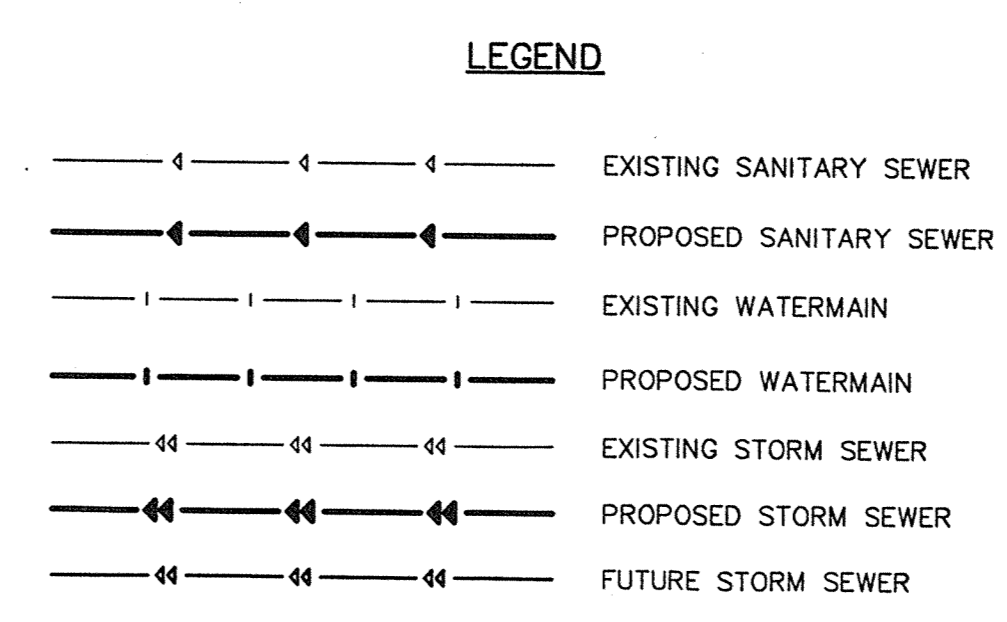 LEGEND
EXISTING SANITARY SEWER
PROPOSED SANITARY SEWER
EXISTING WATERMAIN
PROPOSED WATERMAIN
EXISTING STORM SEWER
PROPOSED STORM SEWER
FUTURE STORM SEWER